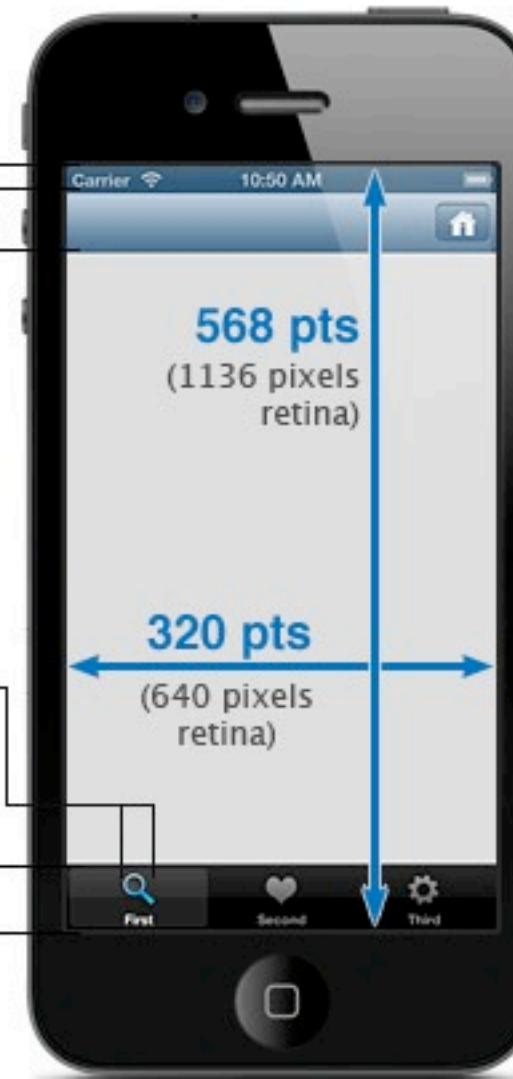 Carrier 10:50 AM
568 pts
(1136 pixels
retina)
320 pts
(640 pixels
retina)
First Second Third